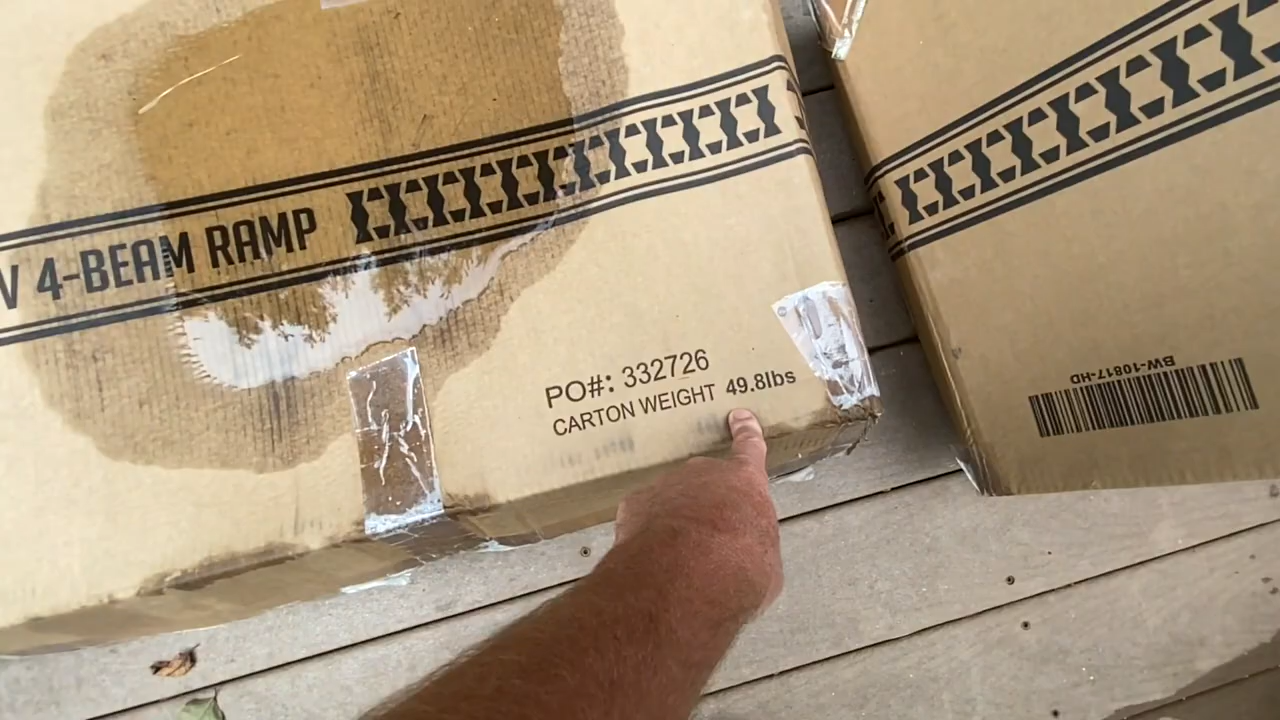 V 4-BEAM RAMP
PO#: 332726
CARTON WEIGHT 49.8lbs
BW-10817-HD